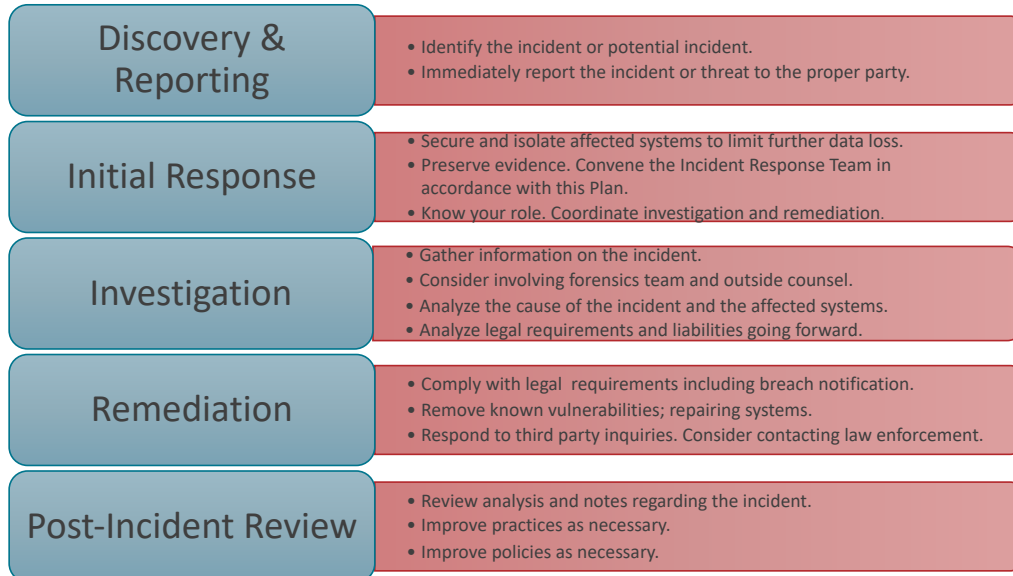 Discovery &
Reporting
• Identify the incident or potential incident.
• Immediately report the incident or threat to the proper party.
Initial Response
• Secure and isolate affected systems to limit further data loss.
• Preserve evidence. Convene the Incident Response Team in
accordance with this Plan.
• Know your role. Coordinate investigation and remediation.
Investigation
• Gather information on the incident.
• Consider involving forensics team and outside counsel.
• Analyze the cause of the incident and the affected systems.
• Analyze legal requirements and liabilities going forward.
Remediation
• Comply with legal  requirements including breach notification.
• Remove known vulnerabilities; repairing systems.
• Respond to third party inquiries. Consider contacting law enforcement.
Post-Incident Review
• Review analysis and notes regarding the incident.
• Improve practices as necessary.
• Improve policies as necessary.